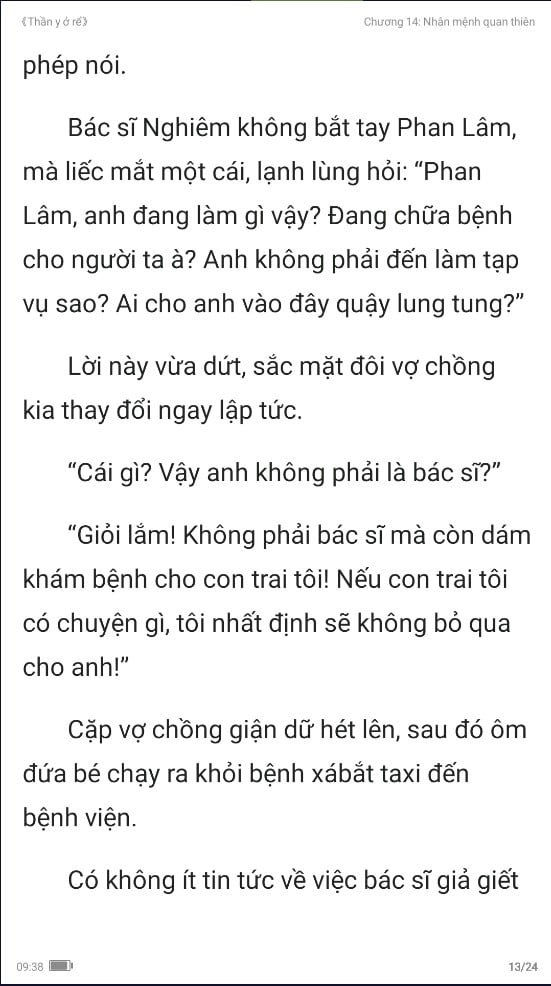 《Thần y ở rể》
Chương 14: Nhân mệnh quan thiên
phép nói.
Bác sĩ Nghiêm không bắt tay Phan Lâm,
mà liếc mắt một cái, lạnh lùng hỏi: “Phan
Lâm, anh đang làm gì vậy? Đang chữa bệnh
cho người ta à? Anh không phải đến làm tạp
vụ sao? Ai cho anh vào đây quậy lung tung?”
Lời này vừa dứt, sắc mặt đôi vợ chồng
kia thay đổi ngay lập tức.
“Cái gì? Vậy anh không phải là bác sĩ?”
“Giỏi lắm! Không phải bác sĩ mà còn dám
khám bệnh cho con trai tôi! Nếu con trai tôi
có chuyện gì, tôi nhất định sẽ không bỏ qua
cho anh!”
Cặp vợ chồng giận dữ hét lên, sau đó ôm
đứa bé chạy ra khỏi bệnh xábắt taxi đến
bệnh viện.
Có không ít tin tức về việc bác sĩ giả giết
09:38
13/24